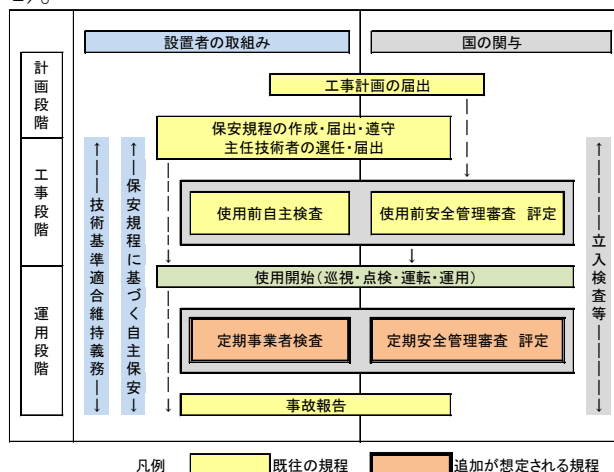 設置者の取組み
国の関与
計画段階
工事計画の届出
保安規程の作成・届出・遵守
主任技術者の選任・届出
工事段階
使用前自主検査
使用前安全管理審査 評定
使用開始(巡視・点検・運転・運用)
運用段階
定期事業者検査
定期安全管理審査 評定
事故報告
技術基準適合維持義務
保安規程に基づく自主保安
立入検査等
凡例
既往の規程
追加が想定される規程